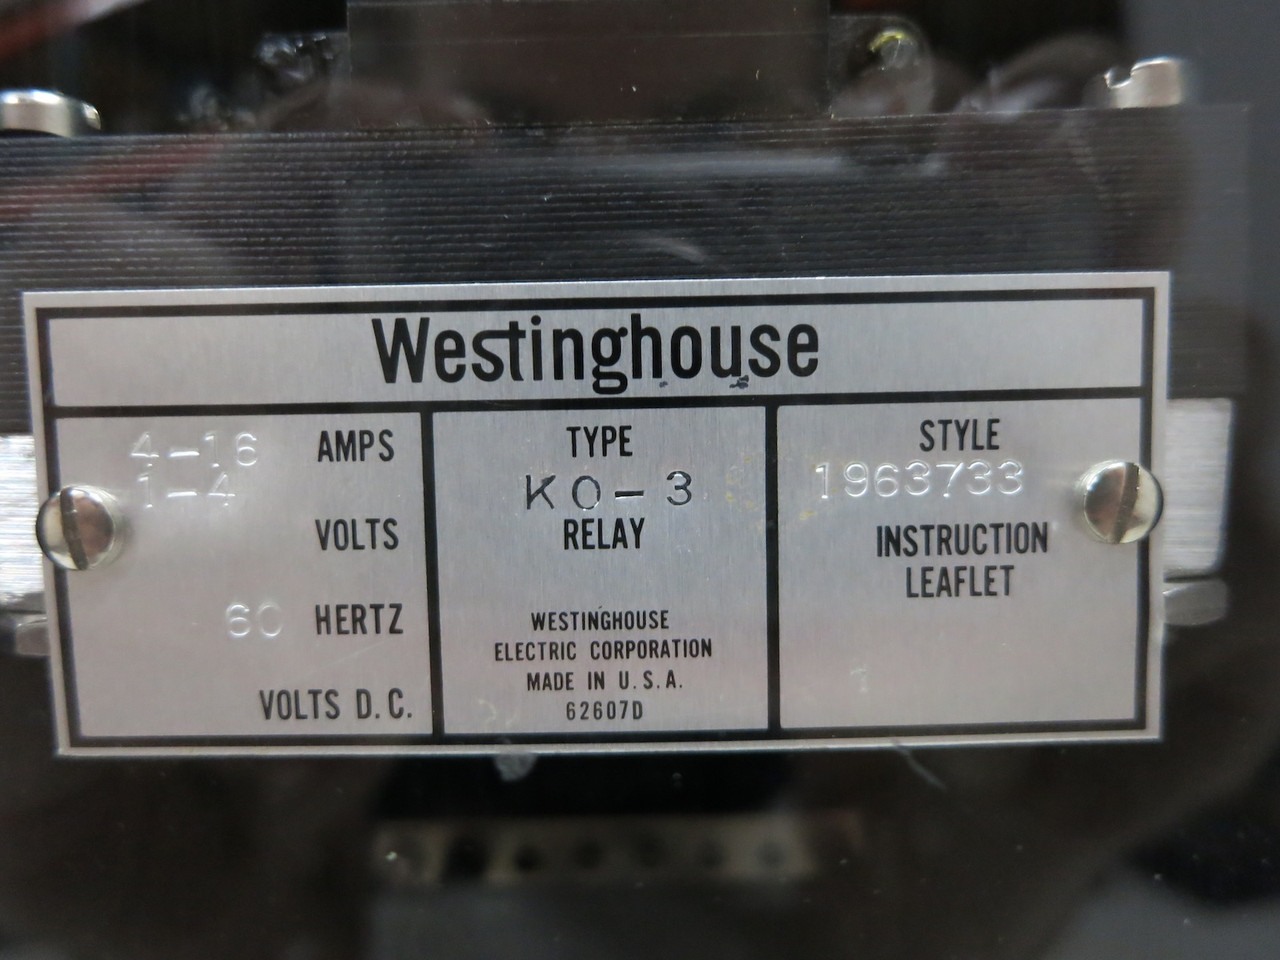 Westinghouse
4-16 AMPS
1-4
VOLTS
60 HERTZ
VOLTS D.C.
TYPE
KO-3
RELAY
WESTINGHOUSE
ELECTRIC CORPORATION
MADE IN U.S.A.
62607D
STYLE
1963733
INSTRUCTION
LEAFLET